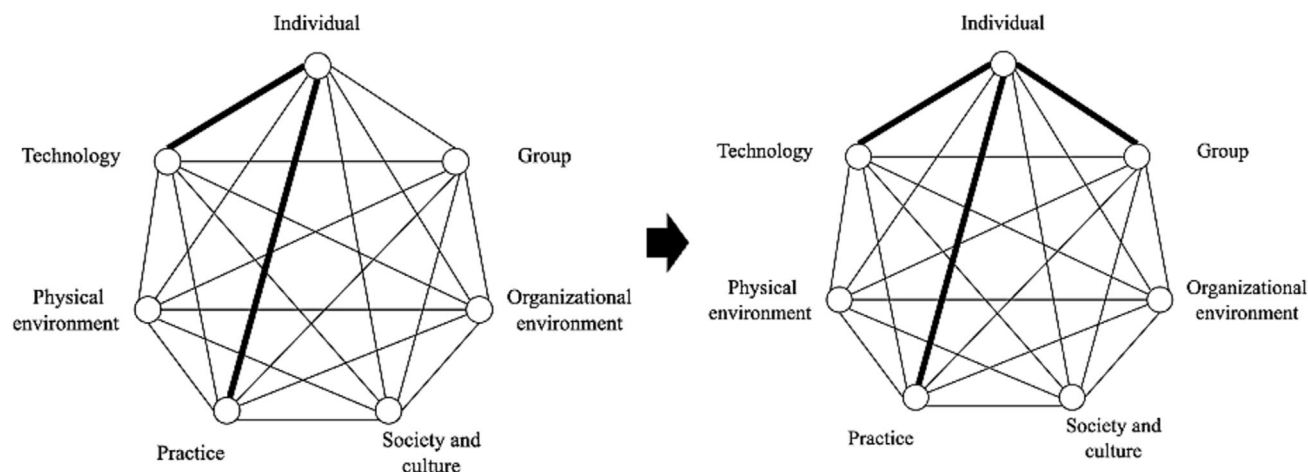 Individual
Technology
Group
Physical
environment
Organizational
environment
Practice
Society and
culture
Individual
Technology
Group
Physical
environment
Organizational
environment
Practice
Society and
culture